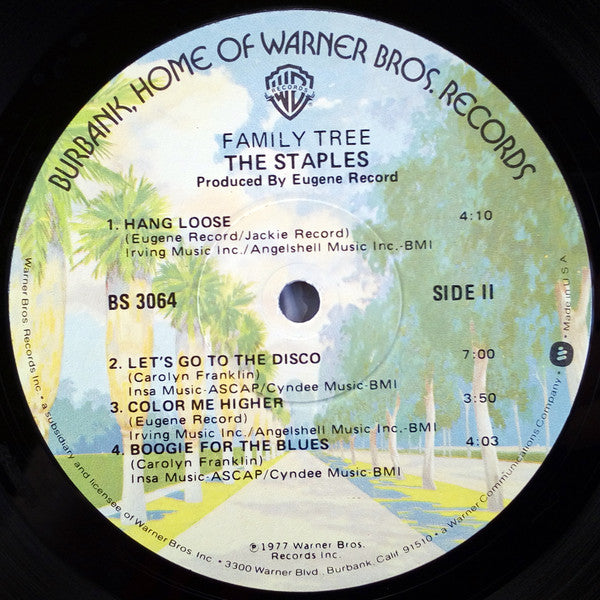 BURBANK, HOME OF WARNER BROS. RECORDS
W
RECORDS
FAMILY TREE
THE STAPLES
Produced By Eugene Record
1. HANG LOOSE 4:10
(Eugene Record/Jackie Record)
Irving Music Inc./Angelshell Music Inc.-BMI
BS 3064 SIDE II
2. LET'S GO TO THE DISCO 7:00
(Carolyn Franklin)
Insa Music-ASCAP/Cyndee Music-BMI
3. COLOR ME HIGHER 3:50
(Eugene Record)
Irving Music Inc./Angelshell Music Inc.-BMI
4. BOOGIE FOR THE BLUES 4:03
(Carolyn Franklin)
Insa Music-ASCAP/Cyndee Music-BMI
℗1977 Warner Bros.
Records Inc.
Warner Bros. Records Inc. • a subsidiary and licensee of Warner Bros. Inc. • 3300 Warner Blvd., Burbank, Calif. 91510 • a Warner Communications Company • Made in U.S.A.